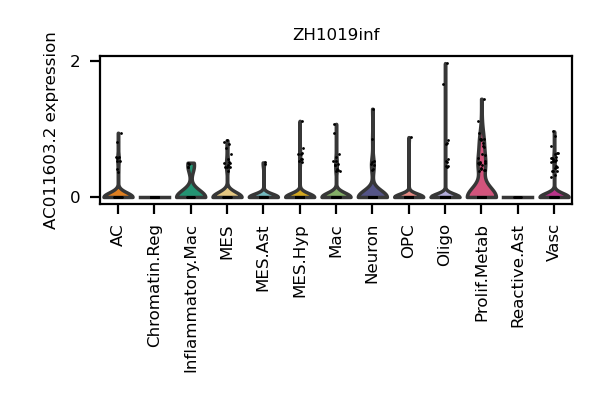 ZH1019inf
AC011603.2 expression
2
0
AC
Chromatin.Reg
Inflammatory.Mac
MES
MES.Ast
MES.Hyp
Mac
Neuron
OPC
Oligo
Prolif.Metab
Reactive.Ast
Vasc